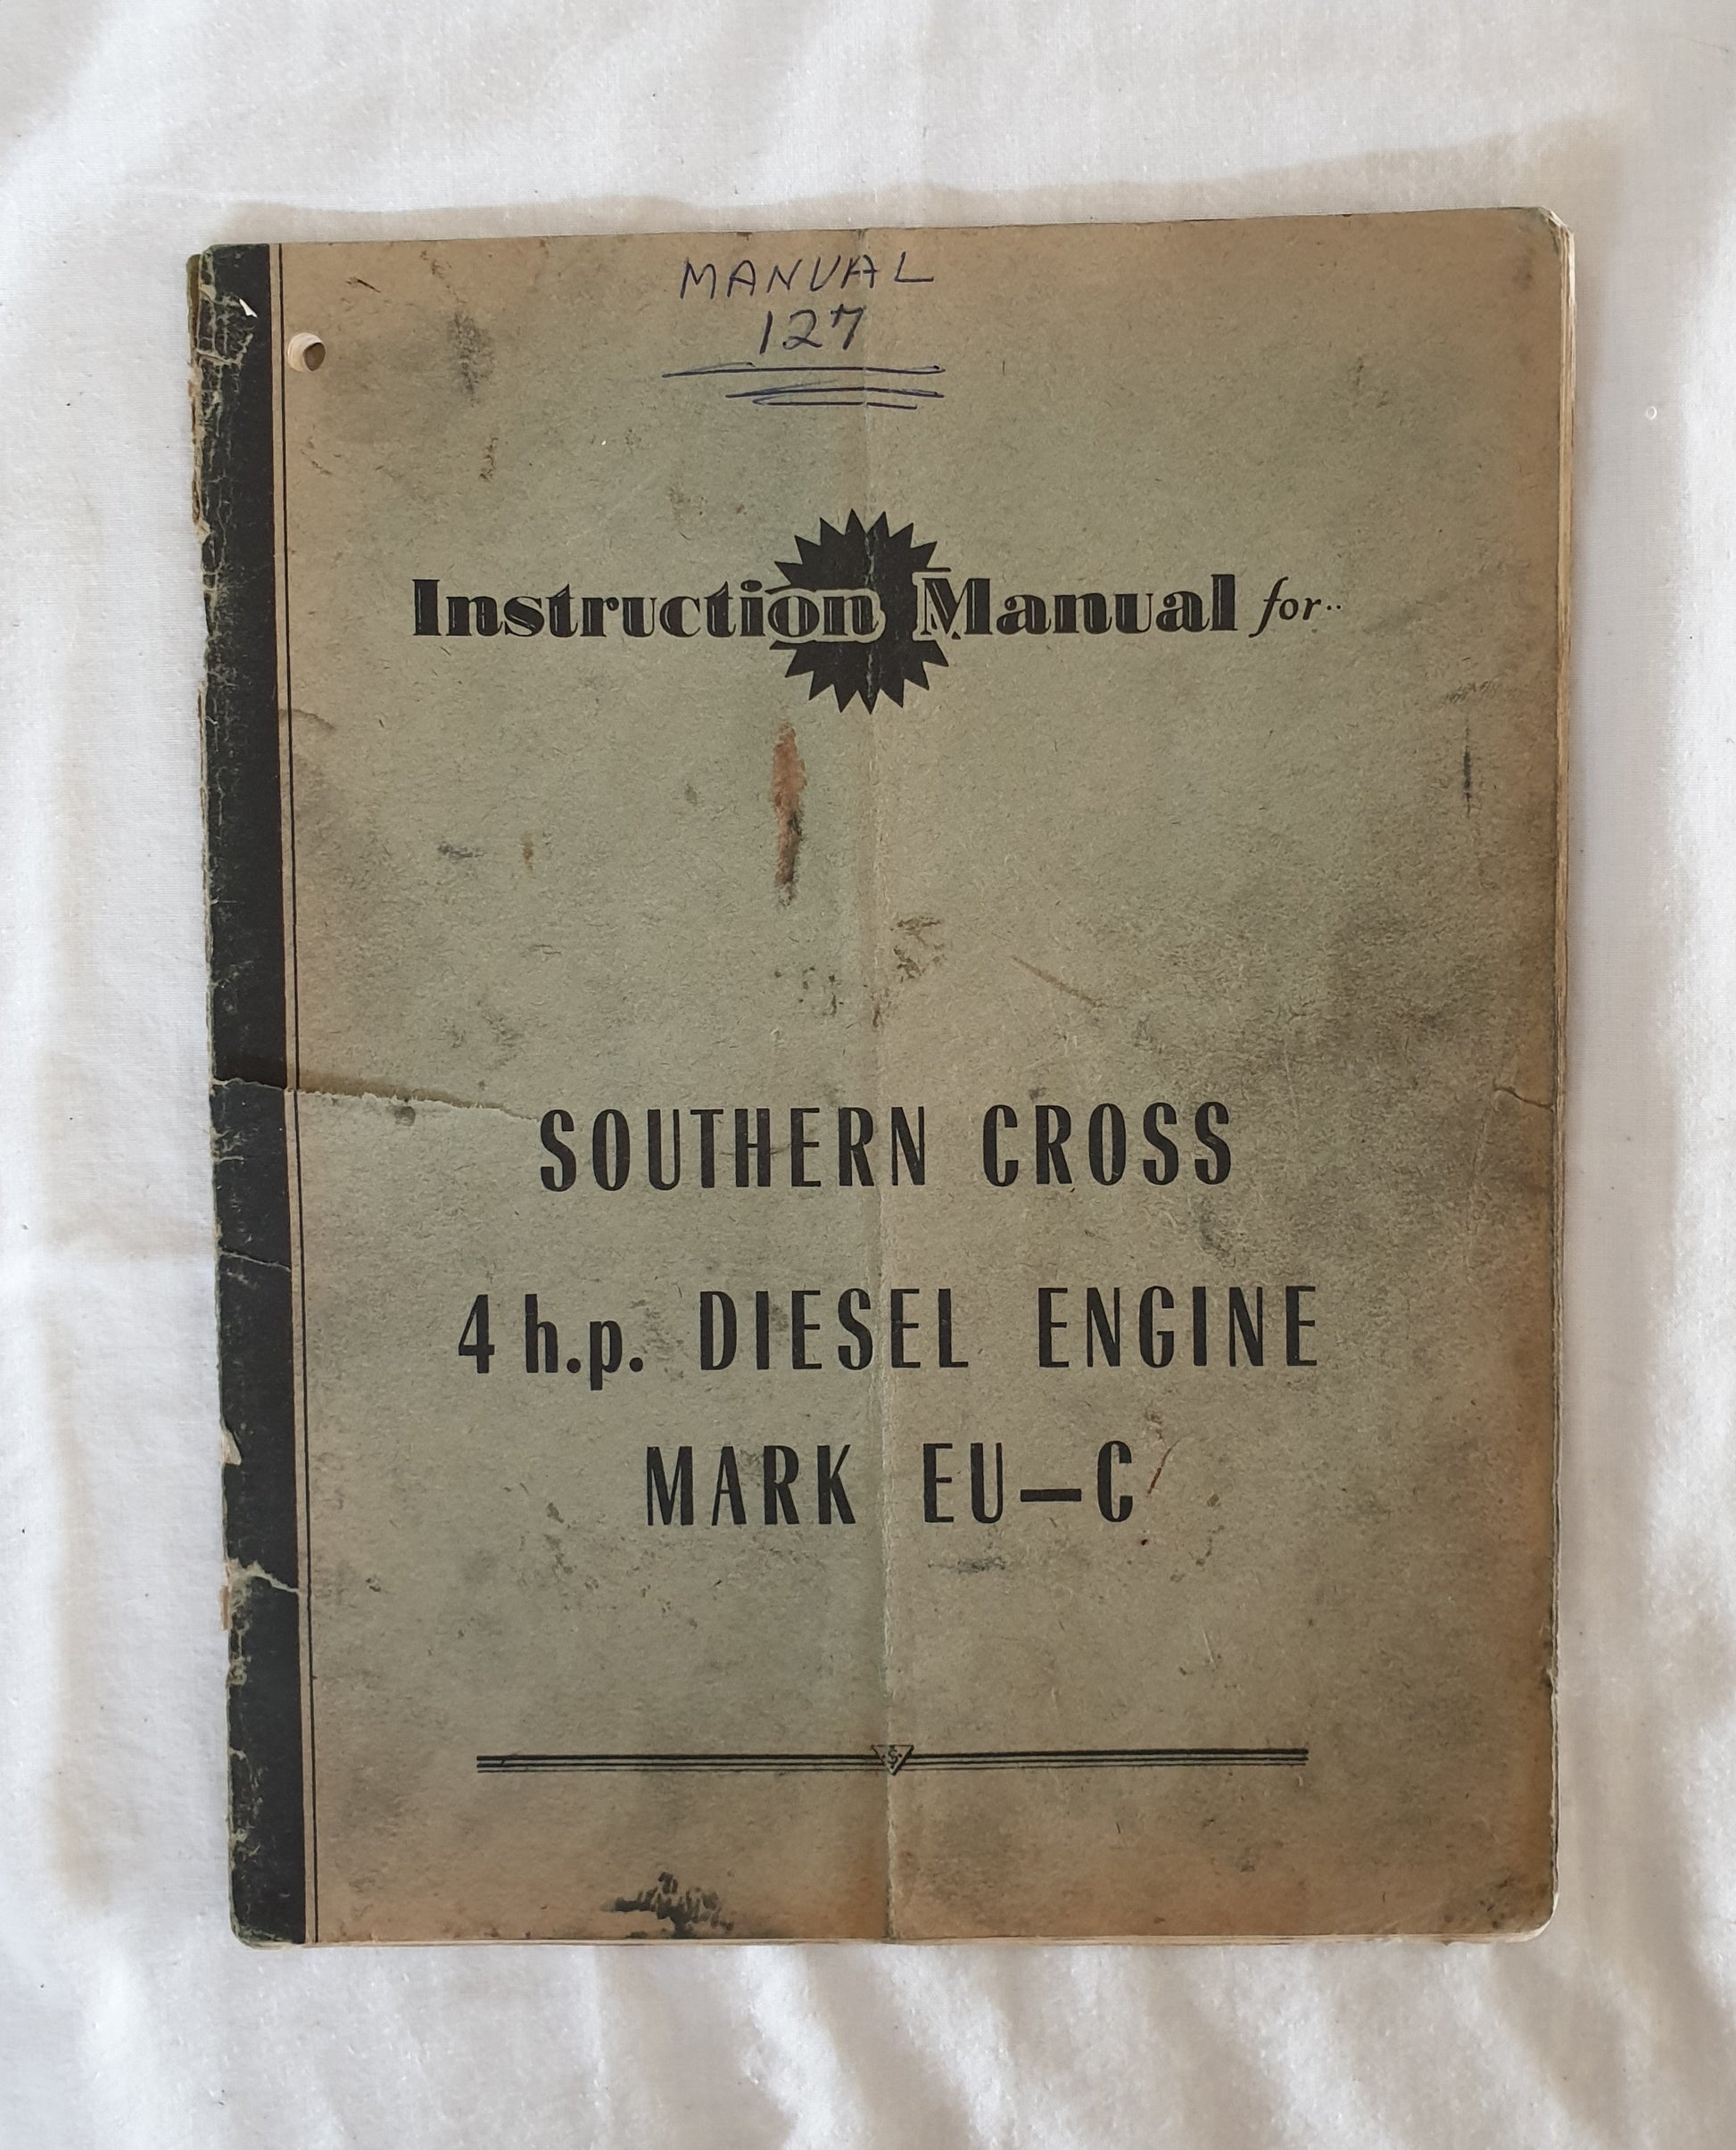 MANUAL
127
Instruction Manual for..
SOUTHERN CROSS
4 h.p. DIESEL ENGINE
MARK EU—C